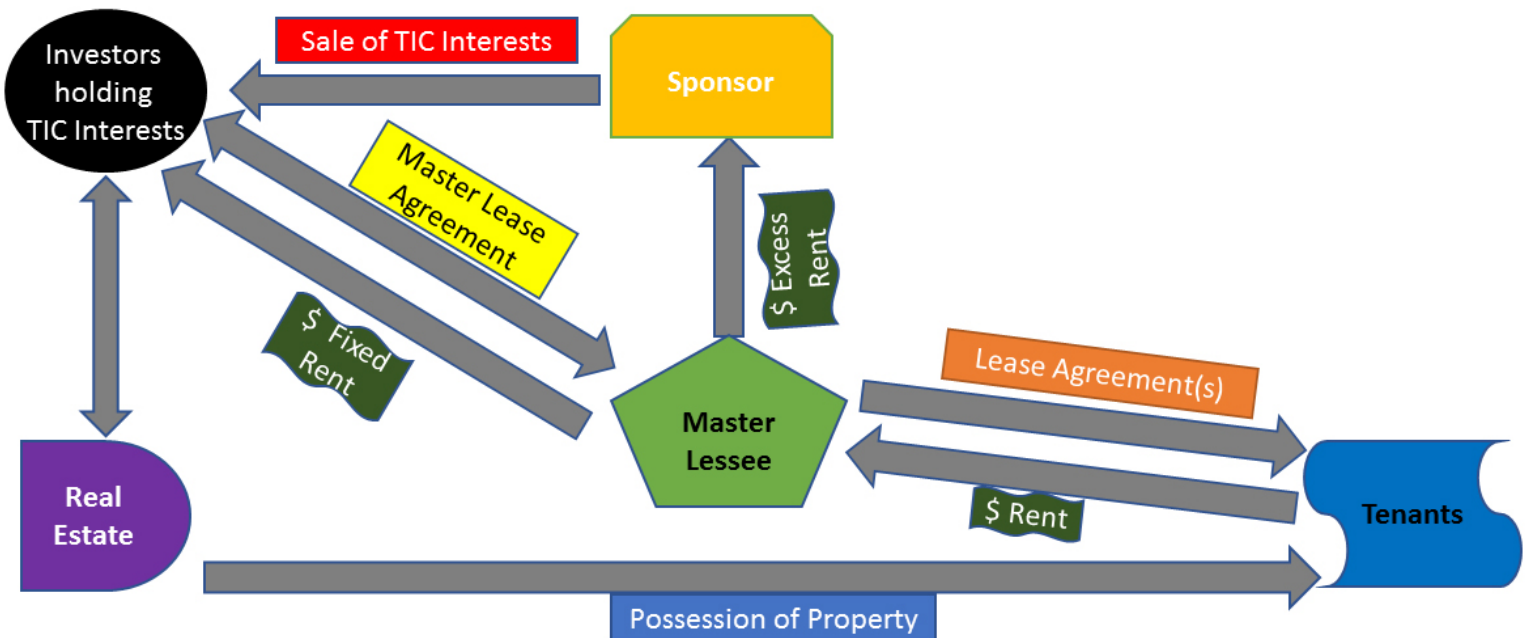 Investors
holding
TIC Interests
Sale of TIC Interests
Sponsor
Master Lease
Agreement
$ Fixed
Rent
$ Excess
Rent
Lease Agreement(s)
Master
Lessee
$ Rent
Real
Estate
Tenants
Possession of Property